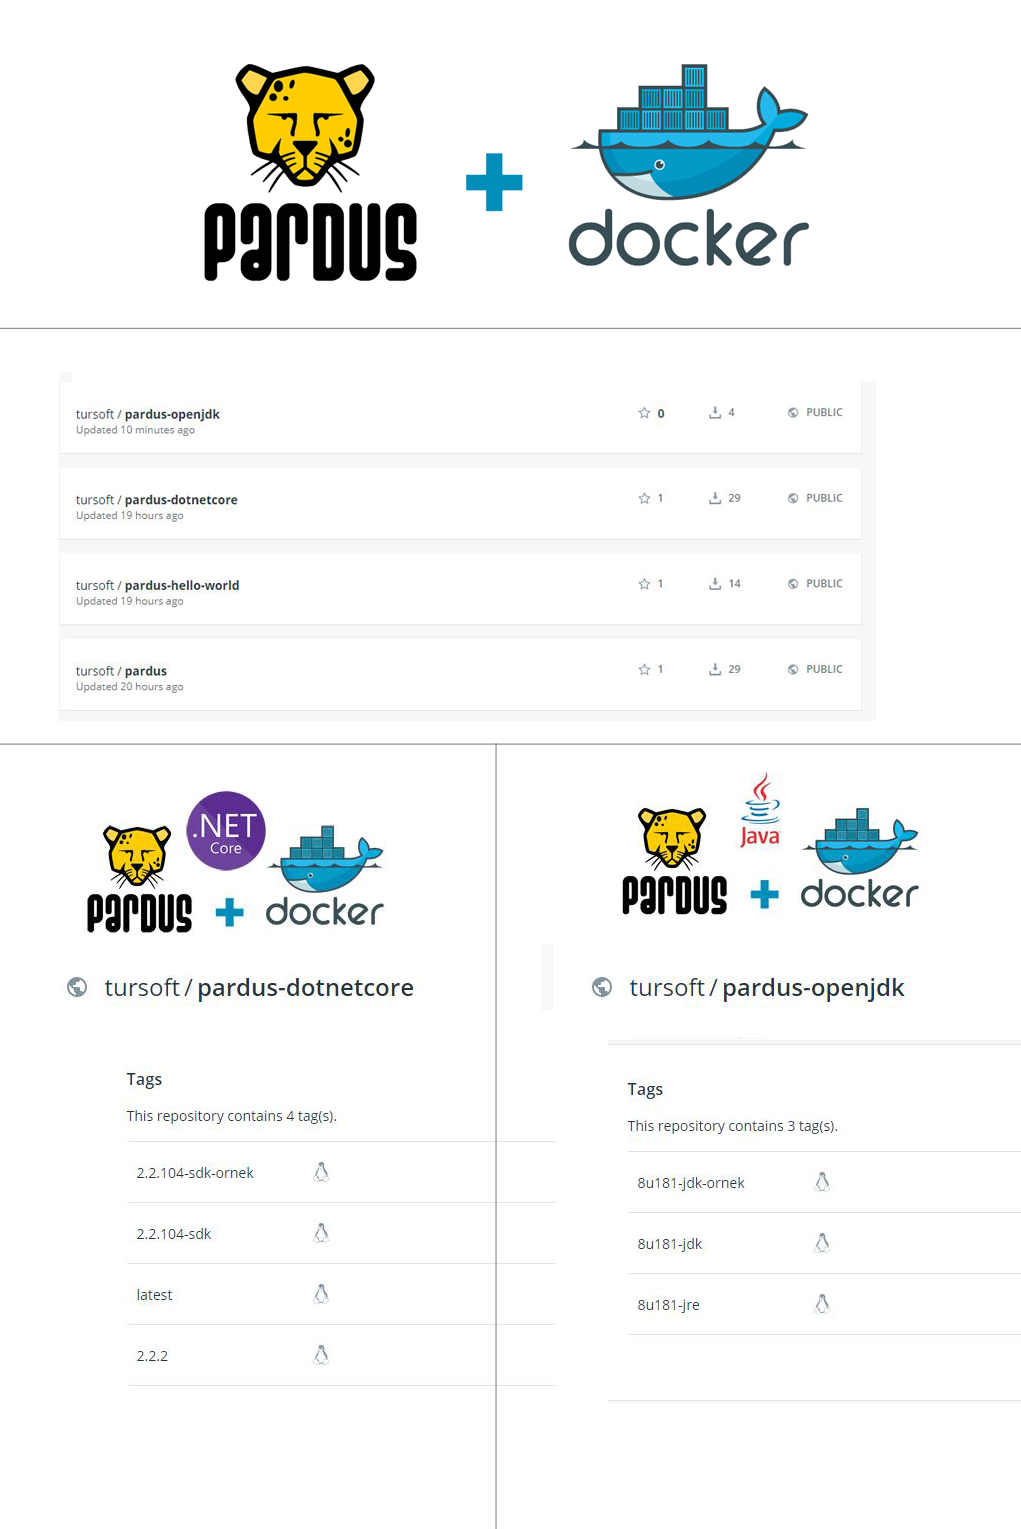 PARDUS
docker
tursoft / pardus-openjdk
0
4
PUBLIC
Updated 10 minutes ago
tursoft / pardus-dotnetcore
1
29
PUBLIC
Updated 19 hours ago
tursoft / pardus-hello-world
1
14
PUBLIC
Updated 19 hours ago
tursoft / pardus
1
29
PUBLIC
Updated 20 hours ago
.NET
Core
PARDUS
docker
tursoft / pardus-dotnetcore
Tags
This repository contains 4 tag(s).
2.2.104-sdk-ornek
2.2.104-sdk
latest
2.2.2
Java
PARDUS
docker
tursoft / pardus-openjdk
Tags
This repository contains 3 tag(s).
8u181-jdk-ornek
8u181-jdk
8u181-jre